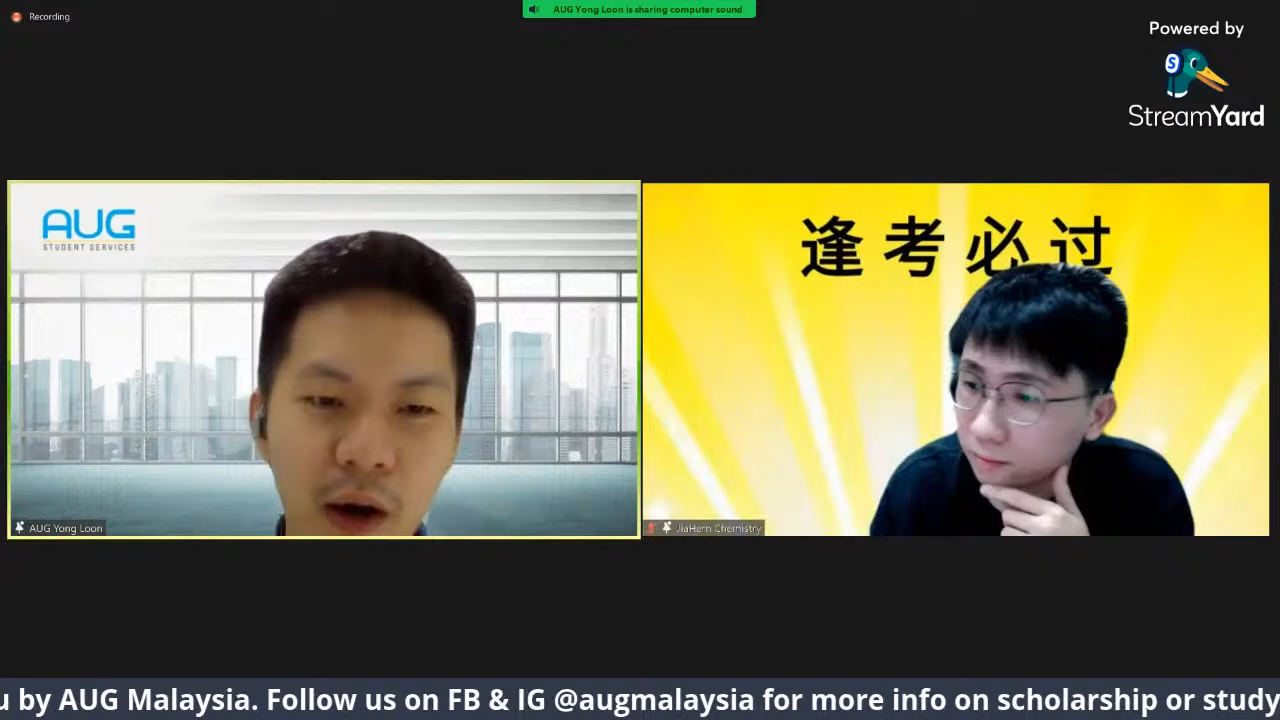 Recording
AUG Yong Loon is sharing computer sound
Powered by
S
StreamYard
AUG
STUDENT SERVICES
逢考必过
AUG Yong Loon
JiaHern Chemistry
u by AUG Malaysia. Follow us on FB & IG @augmalaysia for more info on scholarship or study